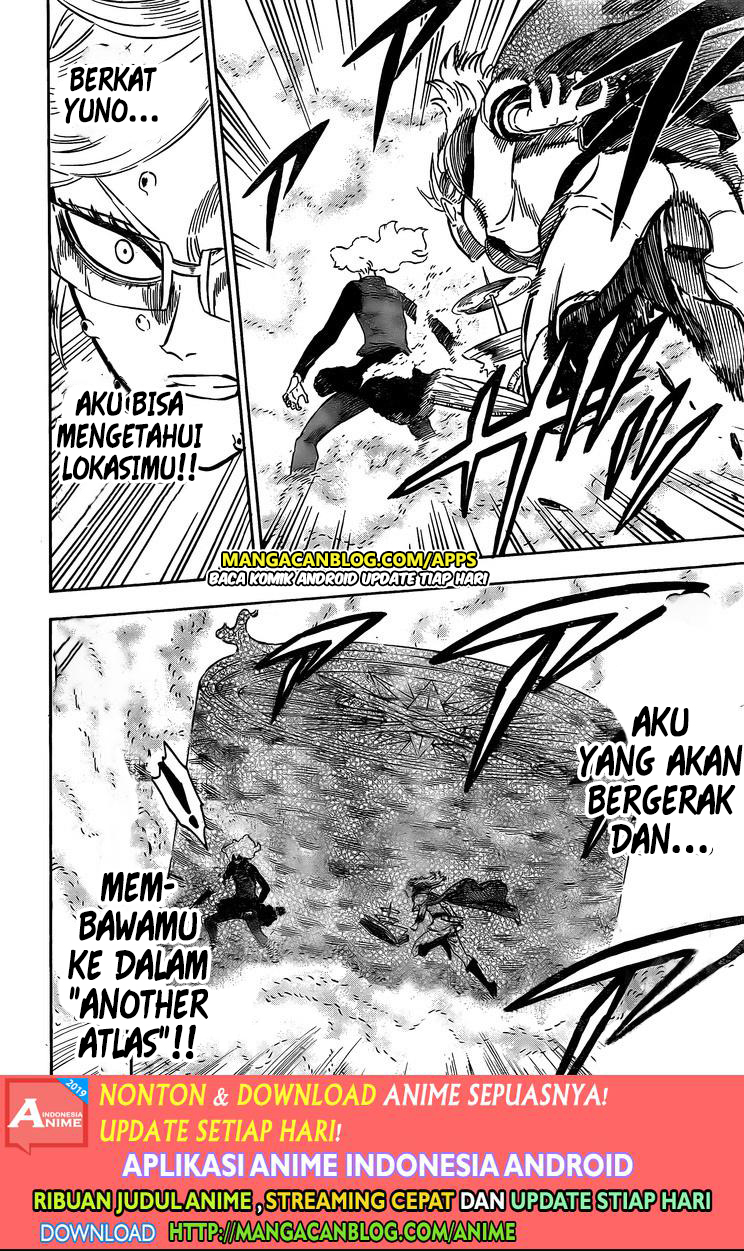 BERKAT
YUNO...
AKU BISA
MENGETAHUI
LOKASIMU!!
MANGACANBLOG.COM/APPS
BACA KOMIK ANDROID UPDATE TIAP HARI
AKU
YANG AKAN
BERGERAK
DAN...
MEM-
BAWAMU
KE DALAM
"ANOTHER
ATLAS"!!
2019
A
INDONESIA
ANIME
NONTON & DOWNLOAD ANIME SEPUASNYA!
UPDATE SETIAP HARI!
APLIKASI ANIME INDONESIA ANDROID
RIBUAN JUDUL ANIME , STREAMING CEPAT DAN UPDATE STIAP HARI
DOWNLOAD HTTP://MANGACANBLOG.COM/ANIME